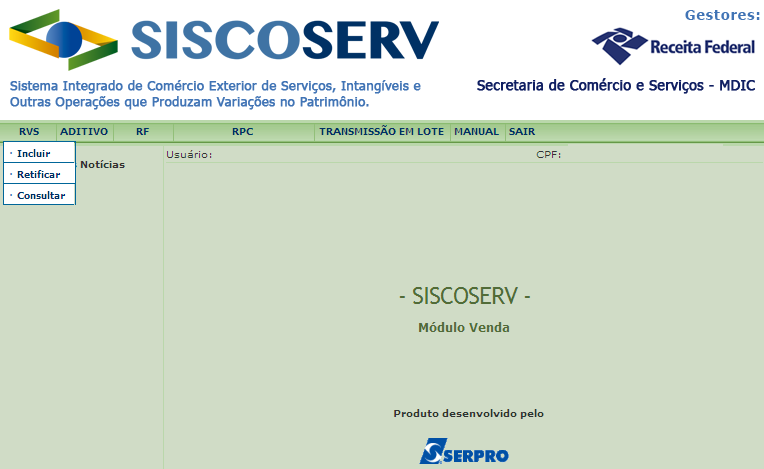 SISCOSERV
Gestores:
Receita Federal
Sistema Integrado de Comércio Exterior de Serviços, Intangíveis e
Outras Operações que Produzam Variações no Patrimônio.
Secretaria de Comércio e Serviços - MDIC
RVS ADITIVO RF RPC TRANSMISSÃO EM LOTE MANUAL SAIR
· Incluir
· Retificar
· Consultar
Notícias
Usuário: CPF:
- SISCOSERV -
Módulo Venda
Produto desenvolvido pelo
SERPRO